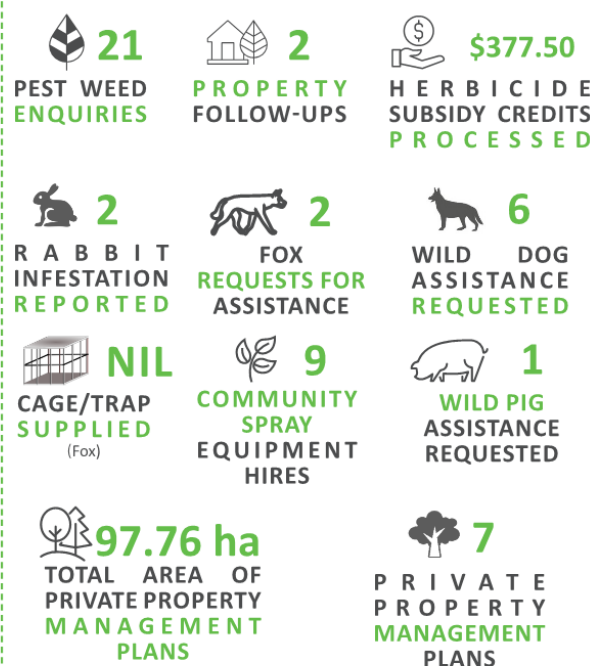 21
PEST WEED
ENQUIRIES
2
PROPERTY
FOLLOW-UPS
$
$377.50
HERBICIDE
SUBSIDY CREDITS
PROCESSED
2
RABBIT
INFESTATION
REPORTED
2
FOX
REQUESTS FOR
ASSISTANCE
6
WILD DOG
ASSISTANCE
REQUESTED
NIL
CAGE/TRAP
SUPPLIED
(Fox)
9
COMMUNITY
SPRAY
EQUIPMENT
HIRES
1
WILD PIG
ASSISTANCE
REQUESTED
97.76 ha
TOTAL AREA OF
PRIVATE PROPERTY
MANAGEMENT
PLANS
7
PRIVATE
PROPERTY
MANAGEMENT
PLANS